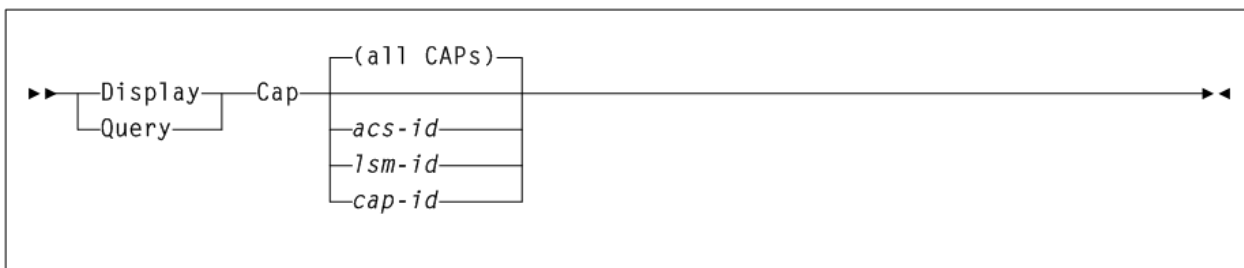 (all CAPs)
Display Cap
Query
acs-id
lsm-id
cap-id